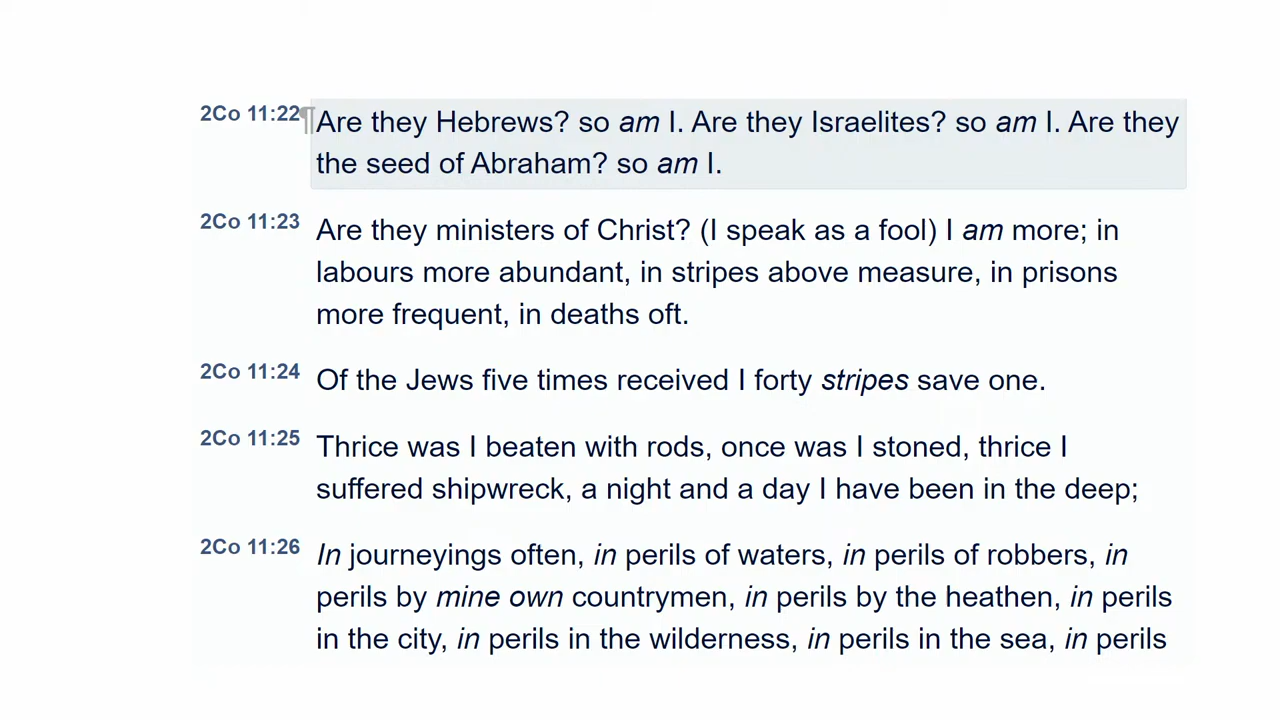 2Co 11:22 ¶Are they Hebrews? so am I. Are they Israelites? so am I. Are they
the seed of Abraham? so am I.
2Co 11:23 Are they ministers of Christ? (I speak as a fool) I am more; in
labours more abundant, in stripes above measure, in prisons
more frequent, in deaths oft.
2Co 11:24 Of the Jews five times received I forty stripes save one.
2Co 11:25 Thrice was I beaten with rods, once was I stoned, thrice I
suffered shipwreck, a night and a day I have been in the deep;
2Co 11:26 In journeyings often, in perils of waters, in perils of robbers, in
perils by mine own countrymen, in perils by the heathen, in perils
in the city, in perils in the wilderness, in perils in the sea, in perils